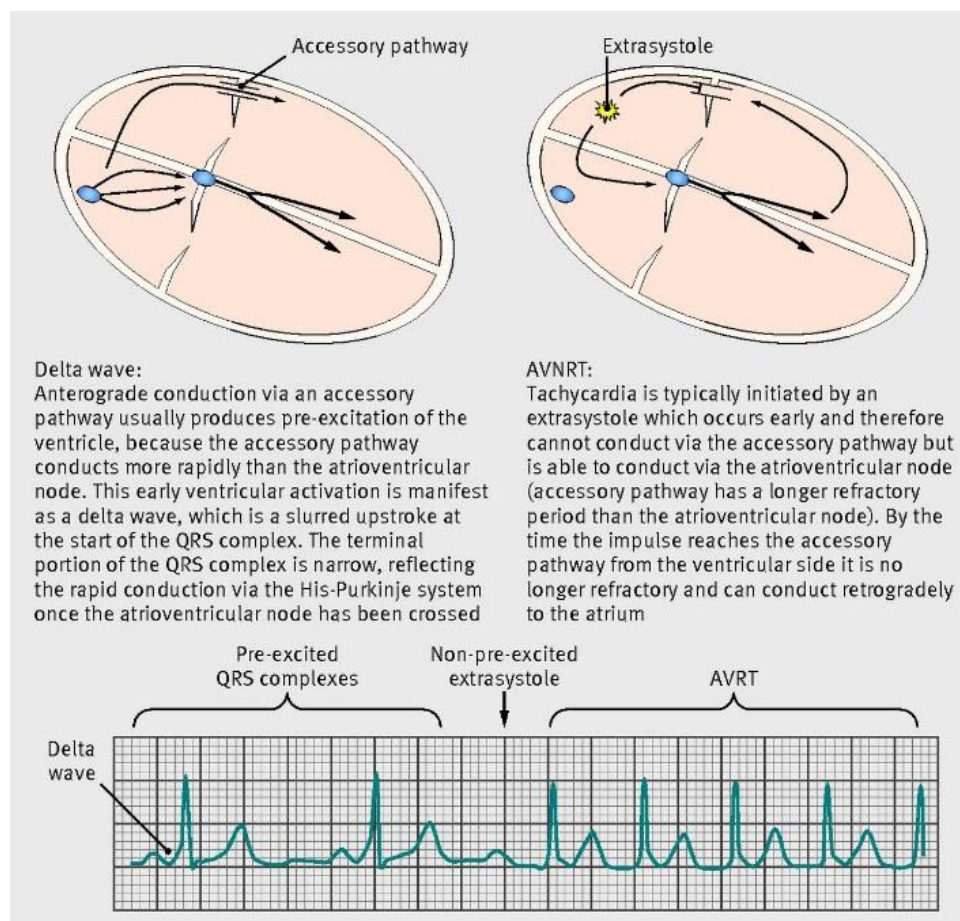 Accessory pathway
Extrasystole
Delta wave:
Anterograde conduction via an accessory
pathway usually produces pre-excitation of the
ventricle, because the accessory pathway
conducts more rapidly than the atrioventricular
node. This early ventricular activation is manifest
as a delta wave, which is a slurred upstroke at
the start of the QRS complex. The terminal
portion of the QRS complex is narrow, reflecting
the rapid conduction via the His-Purkinje system
once the atrioventricular node has been crossed
AVNRT:
Tachycardia is typically initiated by an
extrasystole which occurs early and therefore
cannot conduct via the accessory pathway but
is able to conduct via the atrioventricular node
(accessory pathway has a longer refractory
period than the atrioventricular node). By the
time the impulse reaches the accessory
pathway from the ventricular side it is no
longer refractory and can conduct retrogradely
to the atrium
Pre-excited
QRS complexes
Non-pre-excited
extrasystole
AVRT
Delta
wave